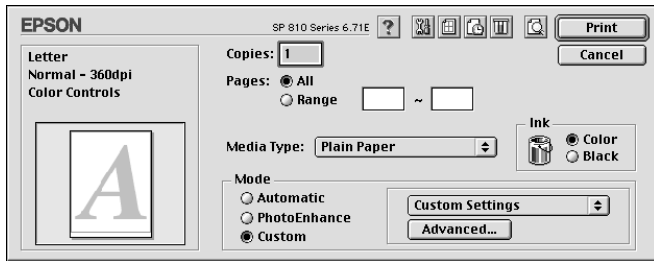 EPSON
SP 810 Series 6.71E ?
Print
Letter
Normal - 360dpi
Color Controls
A
Copies: 1
Cancel
Pages: All
Range ~
Media Type: Plain Paper
Ink
Color
Black
Mode
Automatic
PhotoEnhance
Custom
Custom Settings
Advanced...